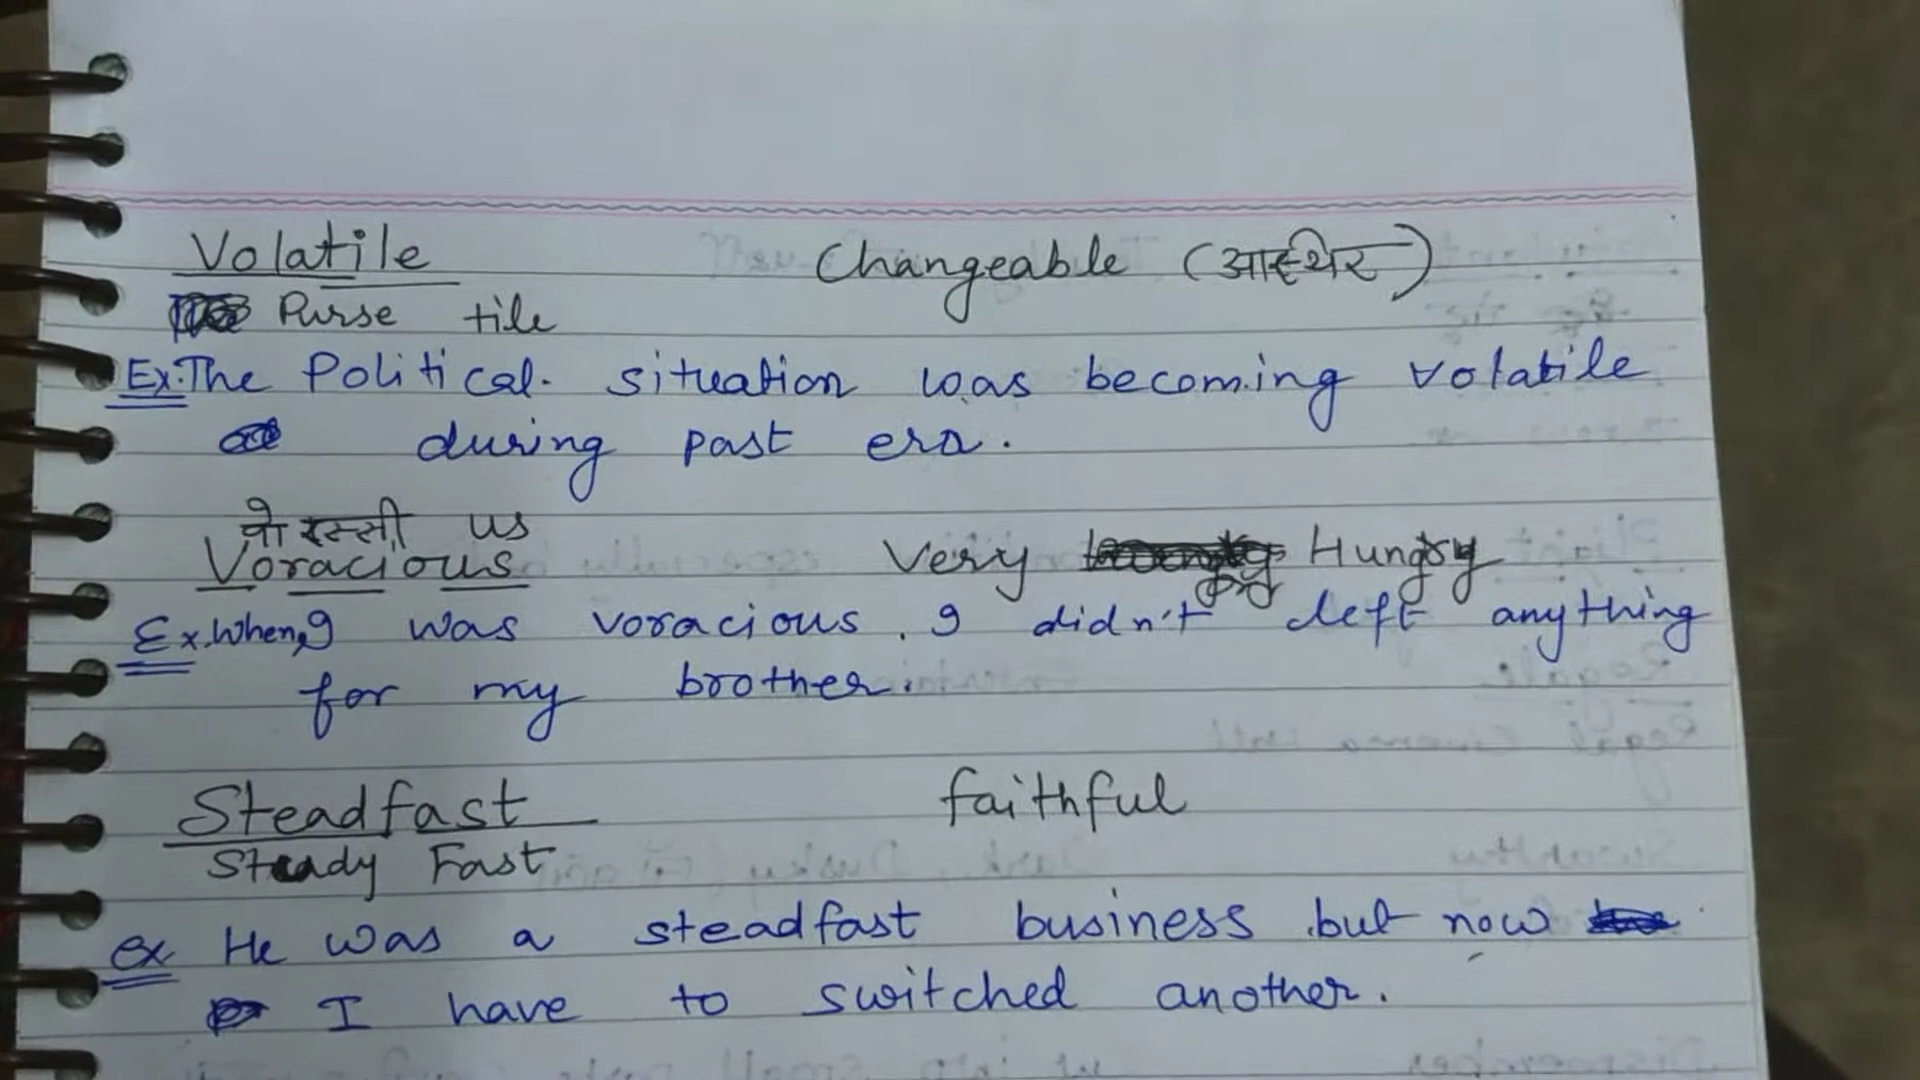 Volatile Changeable (आस्थिर)
Purse tile
Ex: The Political situation was becoming volatile
during past era.
वो रस्सी us
Voracious Very Hungry
Ex. When I was voracious, I didn't left anything
for my brother.
Steadfast faithful
Steady Fast
ex He was a steadfast business but now
I have to switched another.